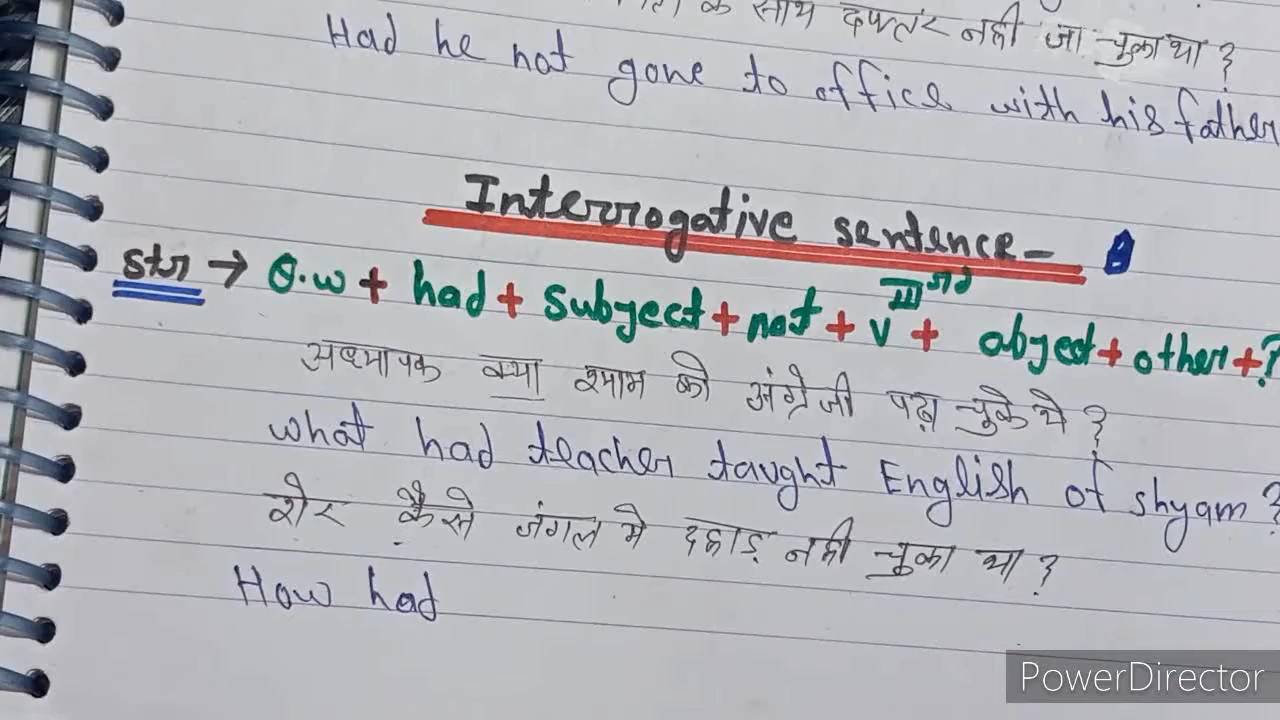 के साथ दफ्तर नही जा चुका था ?
Had he not gone to office with his father
Interrogative sentence -
Str → Q.w + had + Subject + not + V III + object + other + ?
अध्यापक क्या श्याम को अंग्रेजी पढ़ा चुके थे ?
what had teacher taught English of shyam ?
शेर कैसे जंगल मे दहाड़ नही चुका था ?
How had
PowerDirector